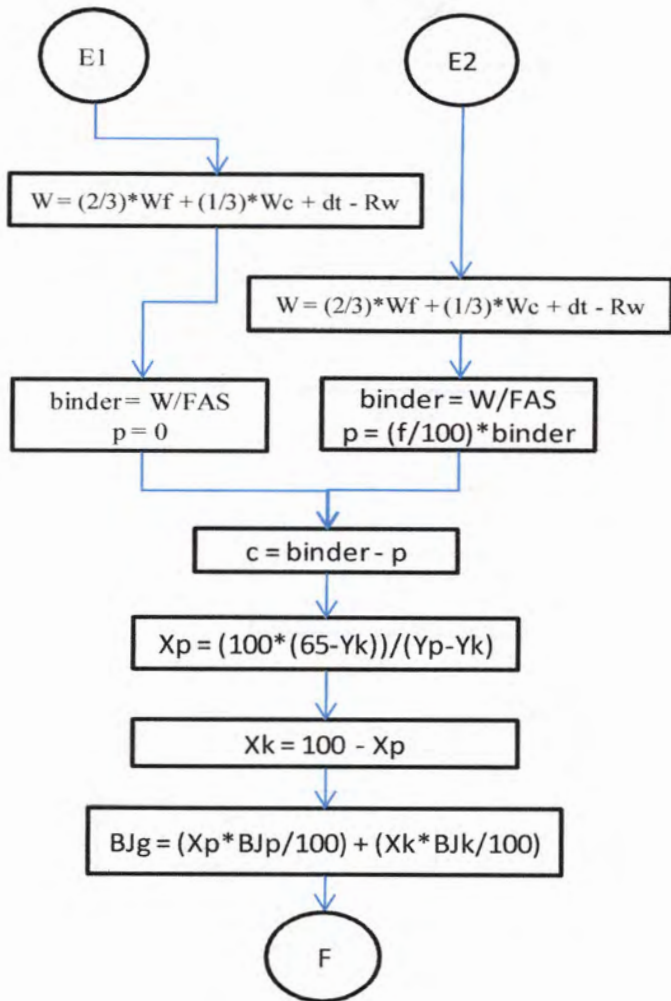 E1
E2
W = (2/3)*Wf + (1/3)*Wc + dt - Rw
W = (2/3)*Wf + (1/3)*Wc + dt - Rw
binder= W/FAS
p = 0
binder = W/FAS
p = (f/100)*binder
c = binder - p
Xp = (100*(65-Yk))/(Yp-Yk)
Xk = 100 - Xp
BJg = (Xp*BJp/100) + (Xk*BJk/100)
F